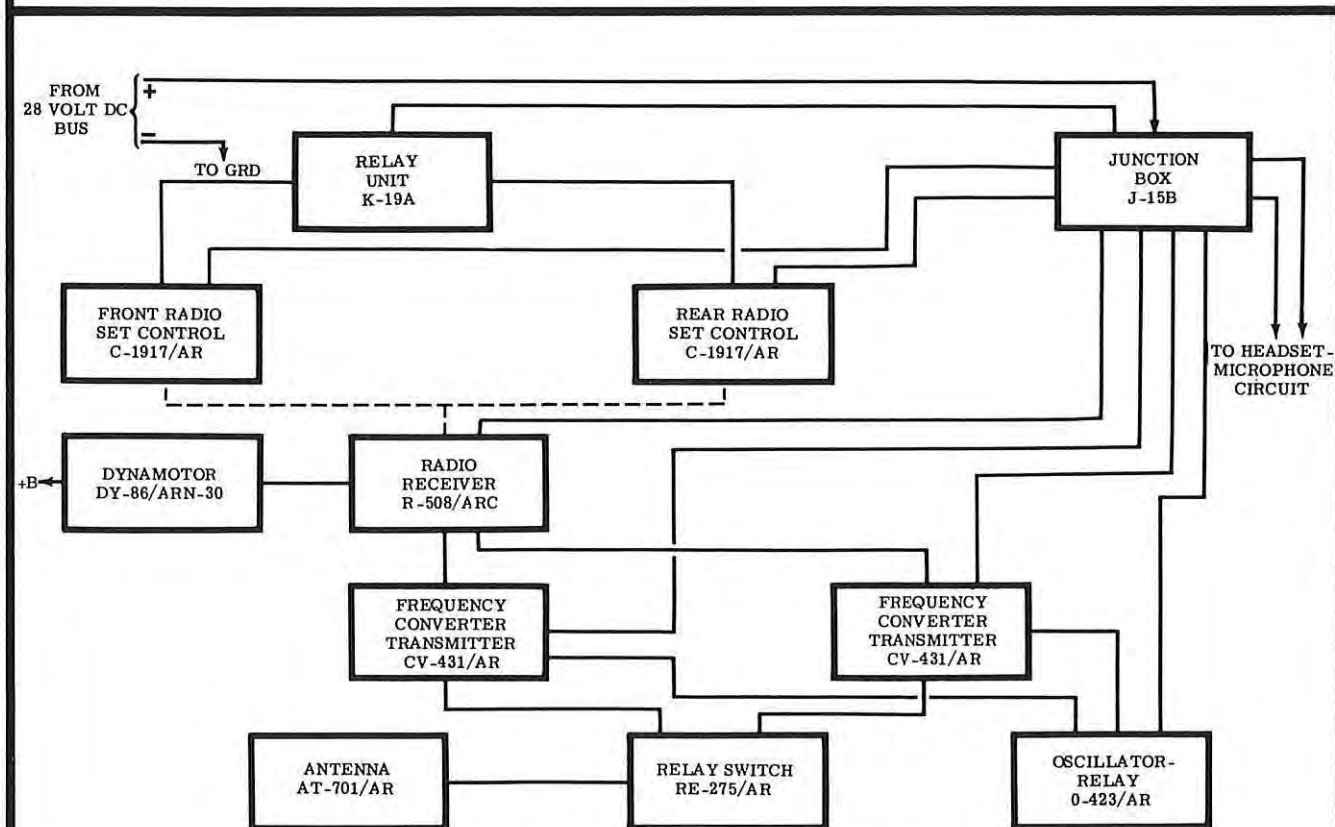 FROM
28 VOLT DC
BUS
+
−
TO GRD
RELAY
UNIT
K-19A
JUNCTION
BOX
J-15B
FRONT RADIO
SET CONTROL
C-1917/AR
REAR RADIO
SET CONTROL
C-1917/AR
TO HEADSET-
MICROPHONE
CIRCUIT
+B
DYNAMOTOR
DY-86/ARN-30
RADIO
RECEIVER
R-508/ARC
FREQUENCY
CONVERTER
TRANSMITTER
CV-431/AR
FREQUENCY
CONVERTER
TRANSMITTER
CV-431/AR
ANTENNA
AT-701/AR
RELAY SWITCH
RE-275/AR
OSCILLATOR-
RELAY
0-423/AR